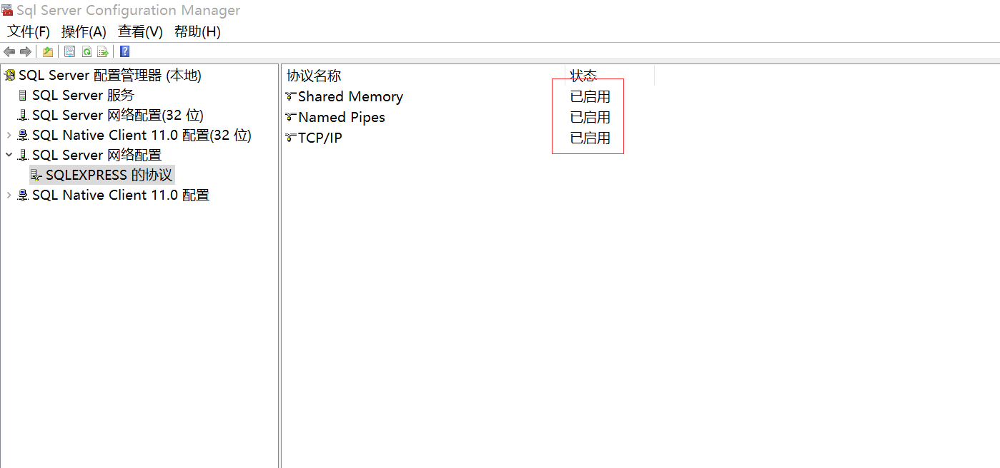 Sql Server Configuration Manager
文件(F) 操作(A) 查看(V) 帮助(H)
SQL Server 配置管理器 (本地)
SQL Server 服务
SQL Server 网络配置(32 位)
SQL Native Client 11.0 配置(32 位)
SQL Server 网络配置
SQLEXPRESS 的协议
SQL Native Client 11.0 配置
协议名称 状态
Shared Memory 已启用
Named Pipes 已启用
TCP/IP 已启用